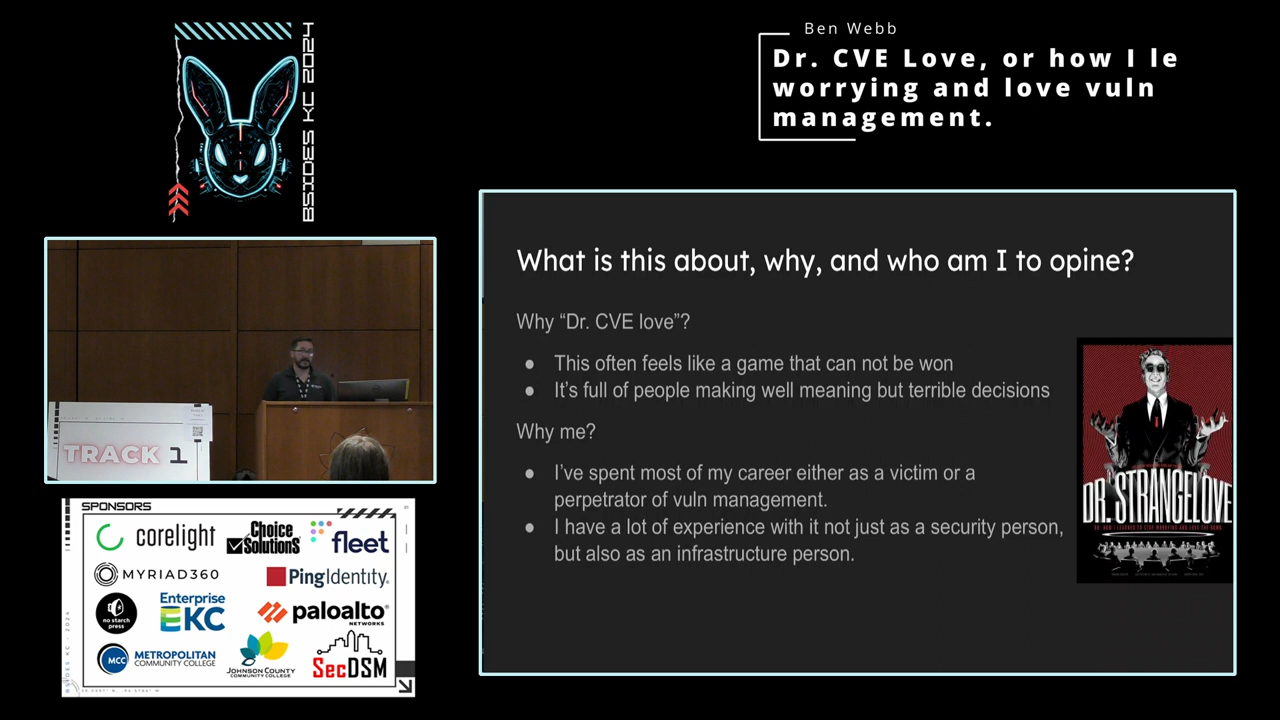 BSIDES KC 2024
Ben Webb
Dr. CVE Love, or how I le
worrying and love vuln
management.
TRACK 1
SPONSORS
corelight
Choice
Solutions
fleet
MYRIAD360
PingIdentity
no starch
press
Enterprise
EKC
paloalto
NETWORKS
MCC
METROPOLITAN
COMMUNITY COLLEGE
JOHNSON COUNTY
COMMUNITY COLLEGE
SecDSM
What is this about, why, and who am I to opine?
Why “Dr. CVE love”?
● This often feels like a game that can not be won
● It’s full of people making well meaning but terrible decisions
Why me?
● I’ve spent most of my career either as a victim or a
perpetrator of vuln management.
● I have a lot of experience with it not just as a security person,
but also as an infrastructure person.
DR. STRANGELOVE